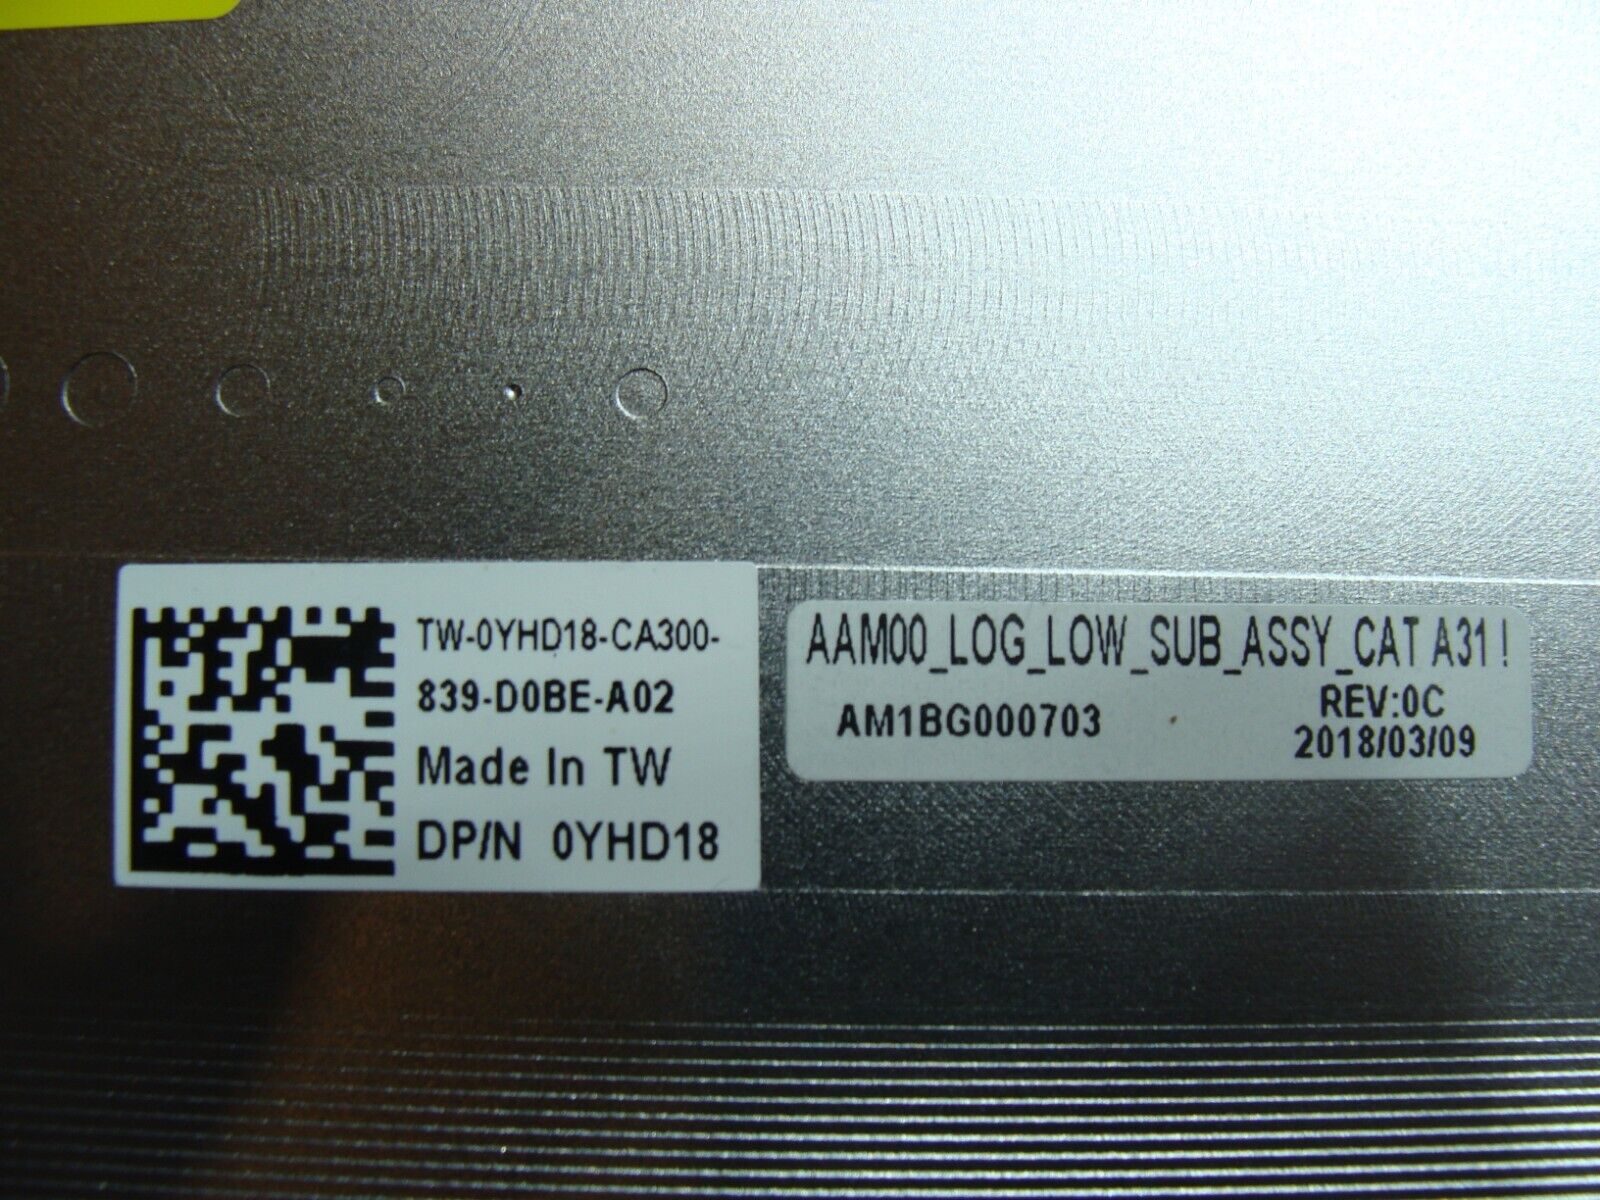 TW-0YHD18-CA300-
839-D0BE-A02
Made In TW
DP/N 0YHD18
AAM00_LOG_LOW_SUB_ASSY_CAT A31!
AM1BG000703
REV:0C
2018/03/09